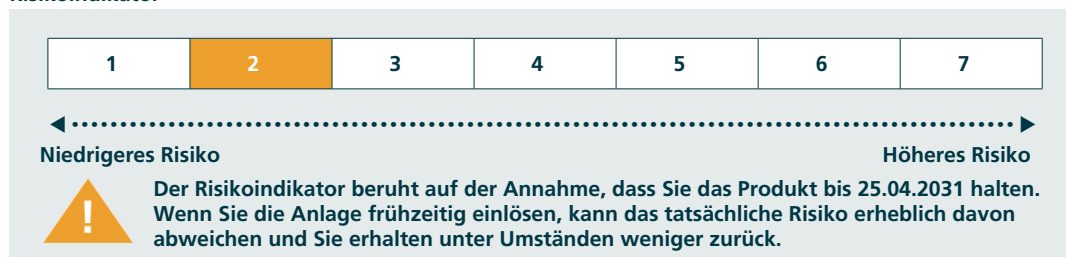 Risikoindikator
1 2 3 4 5 6 7
Niedrigeres Risiko Höheres Risiko
! Der Risikoindikator beruht auf der Annahme, dass Sie das Produkt bis 25.04.2031 halten.
Wenn Sie die Anlage frühzeitig einlösen, kann das tatsächliche Risiko erheblich davon
abweichen und Sie erhalten unter Umständen weniger zurück.